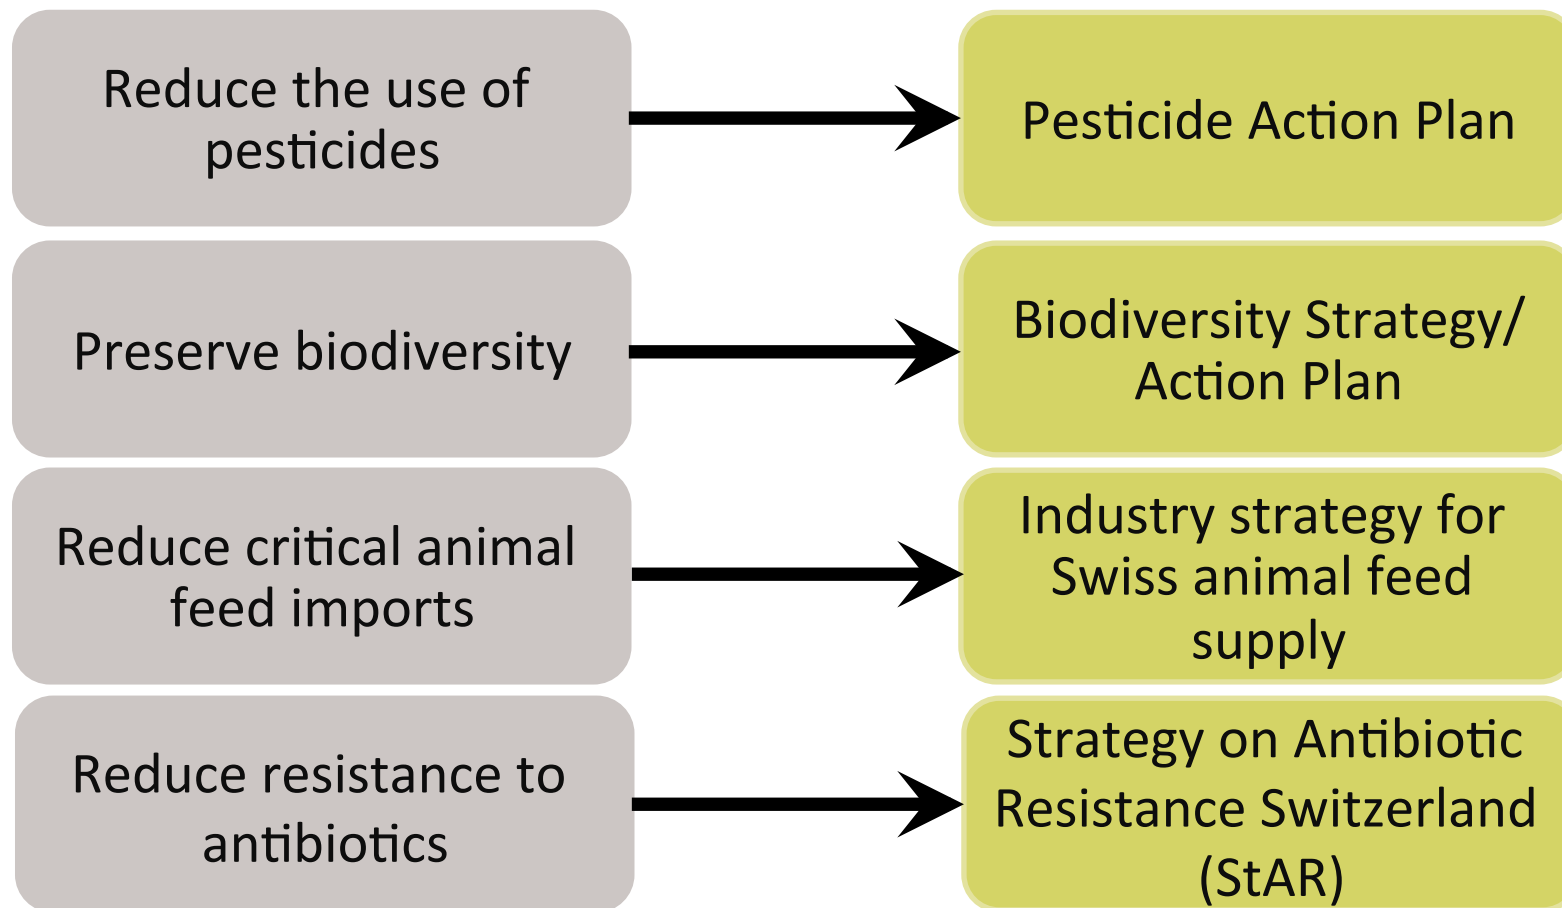 Reduce the use of
pesticides
Pesticide Action Plan
Preserve biodiversity
Biodiversity Strategy/
Action Plan
Reduce critical animal
feed imports
Industry strategy for
Swiss animal feed
supply
Reduce resistance to
antibiotics
Strategy on Antibiotic
Resistance Switzerland
(StAR)